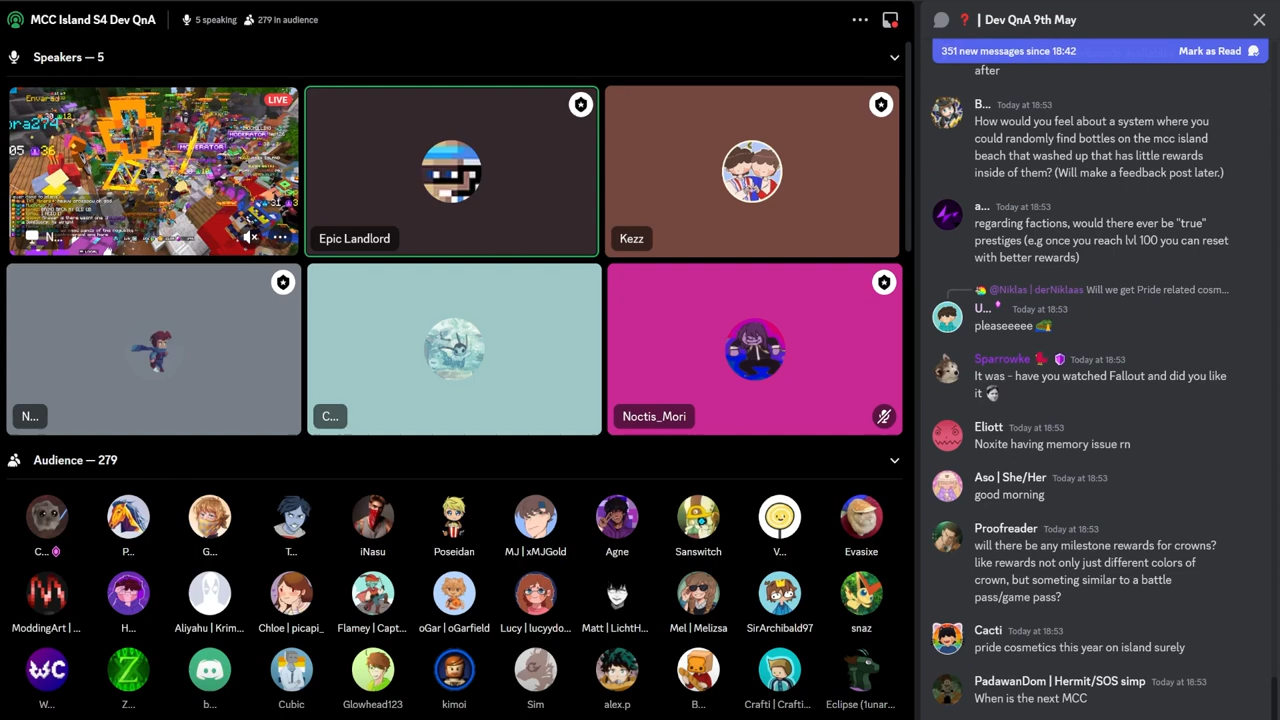 MCC Island S4 Dev QnA
5 speaking
279 in audience
Speakers — 5
LIVE
ora274
MODERATOR
MODERATOR
05 36
N...
Epic Landlord
Kezz
N...
C...
Noctis_Mori
Audience — 279
C...
P...
G...
T...
iNasu
Poseidan
MJ | xMJGold
Agne
Sanswitch
V...
Evasixe
ModdingArt | ...
H...
Aliyahu | Krim...
Chloe | picapi_
Flamey | Capt...
oGar | oGarfield
Lucy | lucyydo...
Matt | LichtH...
Mel | Melizsa
SirArchibald97
snaz
W...
Z...
b...
Cubic
Glowhead123
kimoi
Sim
alex.p
B...
Crafti | Crafti...
Eclipse (1unar...
❓ | Dev QnA 9th May
351 new messages since 18:42
Mark as Read
after
B... Today at 18:53
How would you feel about a system where you
could randomly find bottles on the mcc island
beach that washed up that has little rewards
inside of them? (Will make a feedback post later.)
a... Today at 18:53
regarding factions, would there ever be "true"
prestiges (e.g once you reach lvl 100 you can reset
with better rewards)
@Niklas | derNiklaas Will we get Pride related cosm...
U... Today at 18:53
pleaseeeee
Sparrowke Today at 18:53
It was - have you watched Fallout and did you like
it
Eliott Today at 18:53
Noxite having memory issue rn
Aso | She/Her Today at 18:53
good morning
Proofreader Today at 18:53
will there be any milestone rewards for crowns?
like rewards not only just different colors of
crown, but someting similar to a battle
pass/game pass?
Cacti Today at 18:53
pride cosmetics this year on island surely
PadawanDom | Hermit/SOS simp Today at 18:53
When is the next MCC